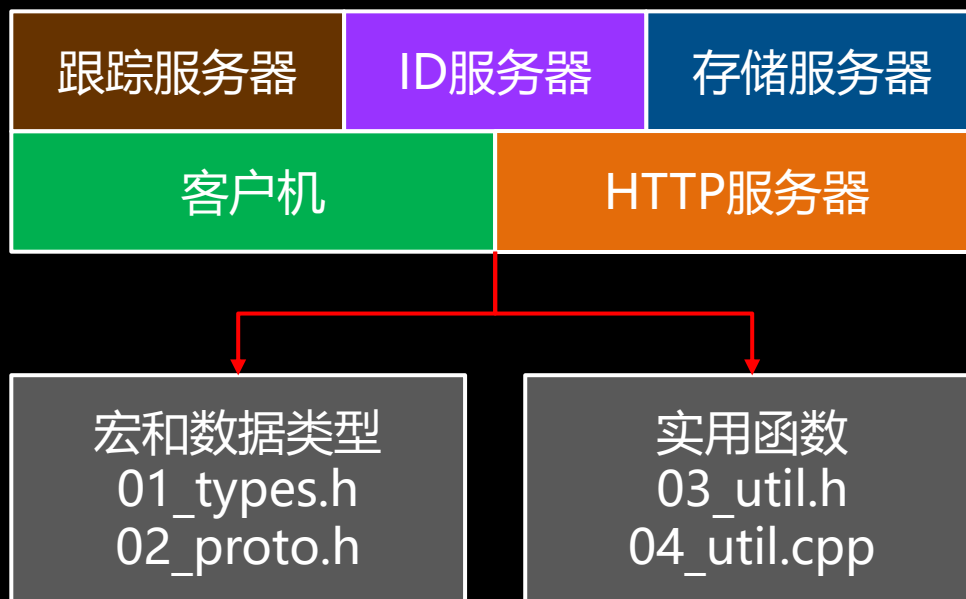 跟踪服务器
ID服务器
存储服务器
客户机
HTTP服务器
宏和数据类型
01_types.h
02_proto.h
实用函数
03_util.h
04_util.cpp